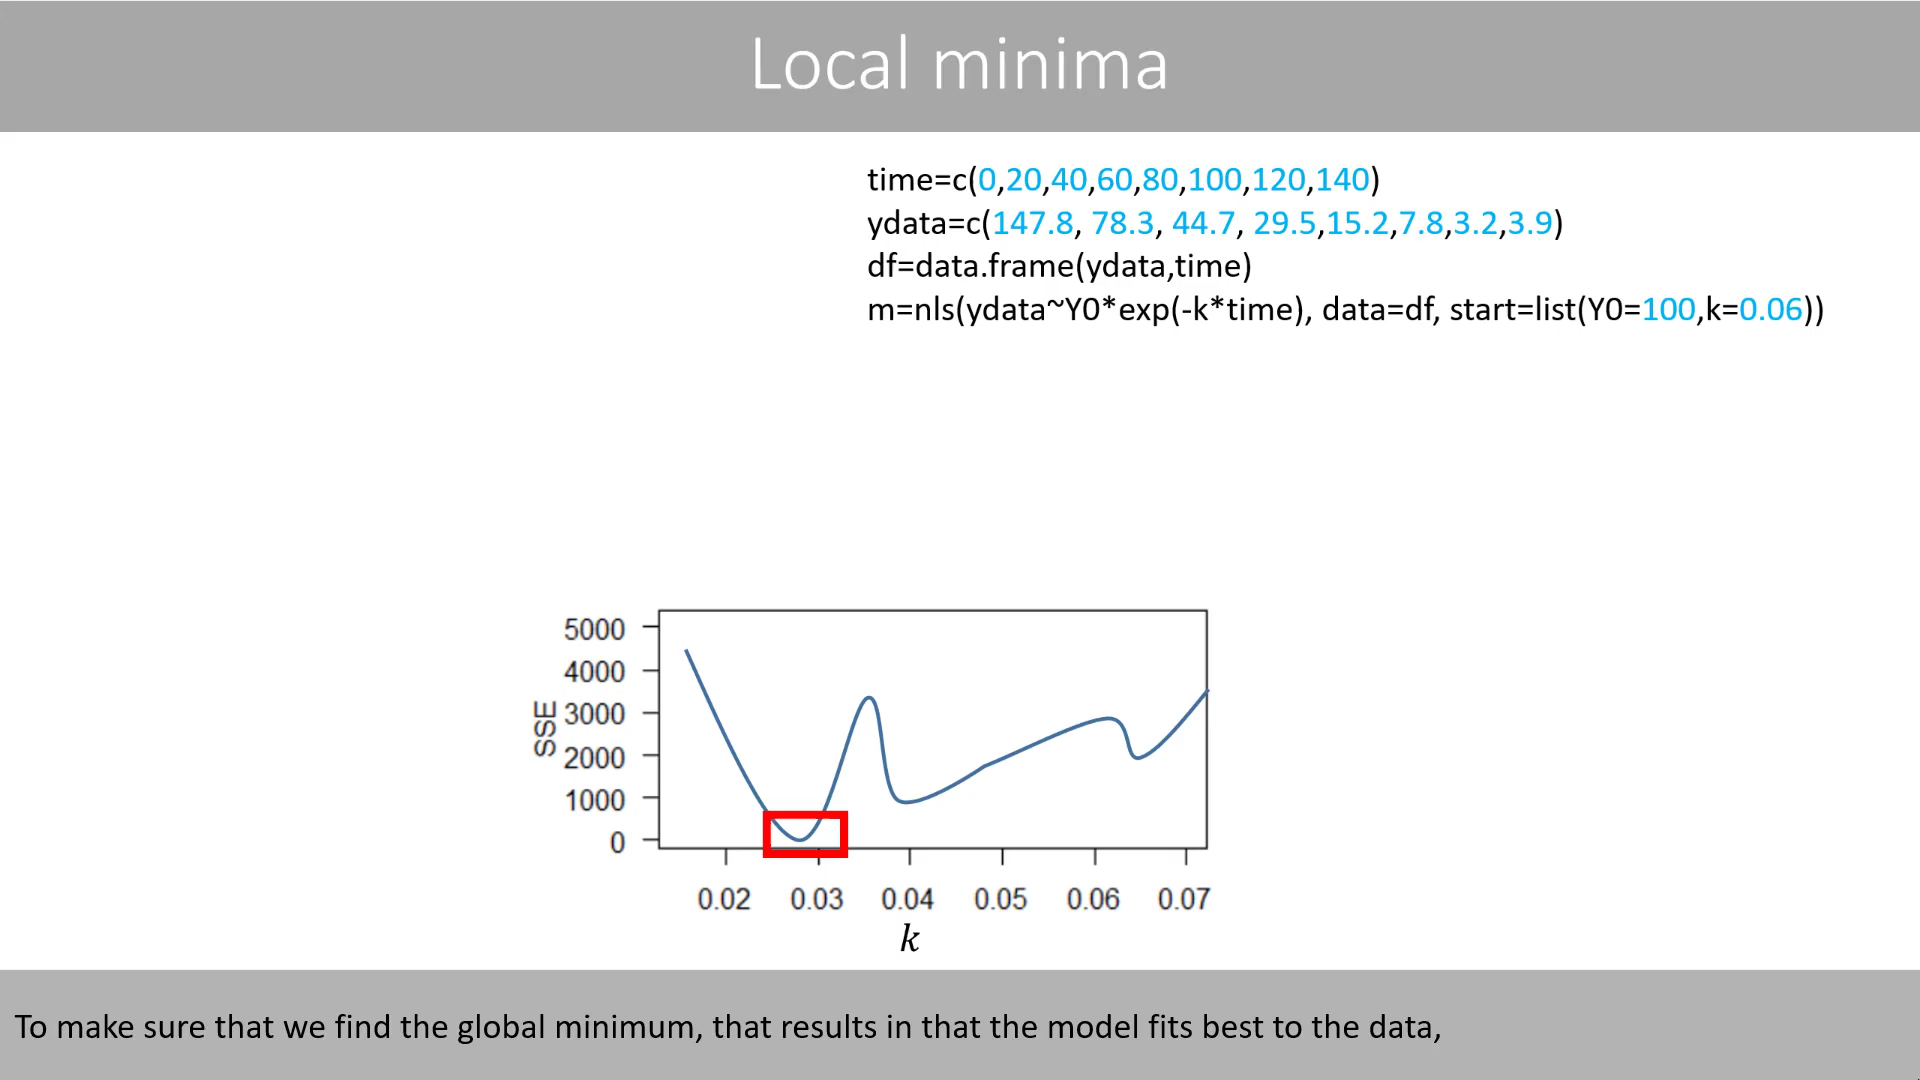 Local minima
time=c(0,20,40,60,80,100,120,140)
ydata=c(147.8, 78.3, 44.7, 29.5,15.2,7.8,3.2,3.9)
df=data.frame(ydata,time)
m=nls(ydata~Y0*exp(-k*time), data=df, start=list(Y0=100,k=0.06))
5000
4000
3000
2000
1000
0
SSE
0.02 0.03 0.04 0.05 0.06 0.07
k
To make sure that we find the global minimum, that results in that the model fits best to the data,